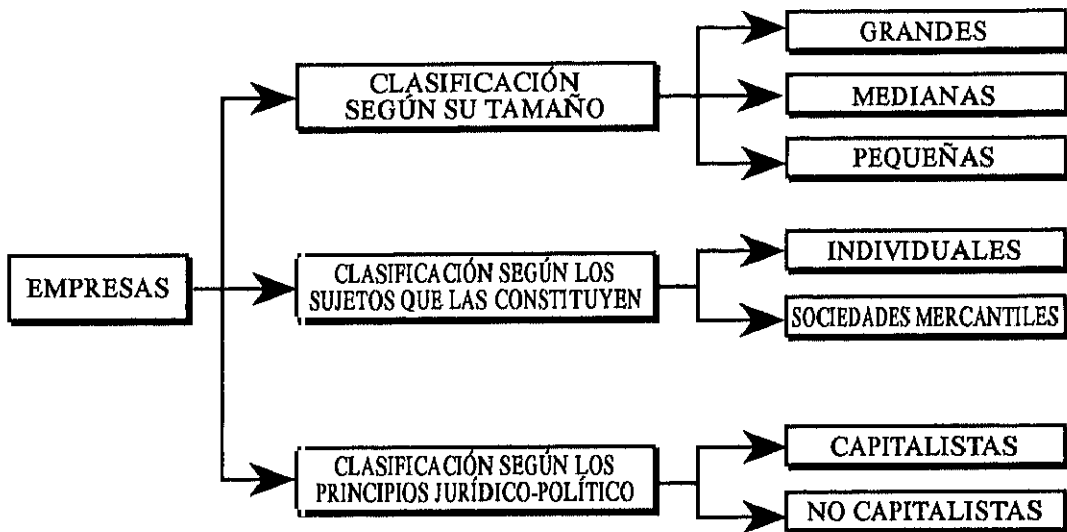 EMPRESAS
CLASIFICACIÓN
SEGÚN SU TAMAÑO
GRANDES
MEDIANAS
PEQUEÑAS
CLASIFICACIÓN SEGÚN LOS
SUJETOS QUE LAS CONSTITUYEN
INDIVIDUALES
SOCIEDADES MERCANTILES
CLASIFICACIÓN SEGÚN LOS
PRINCIPIOS JURÍDICO-POLÍTICO
CAPITALISTAS
NO CAPITALISTAS